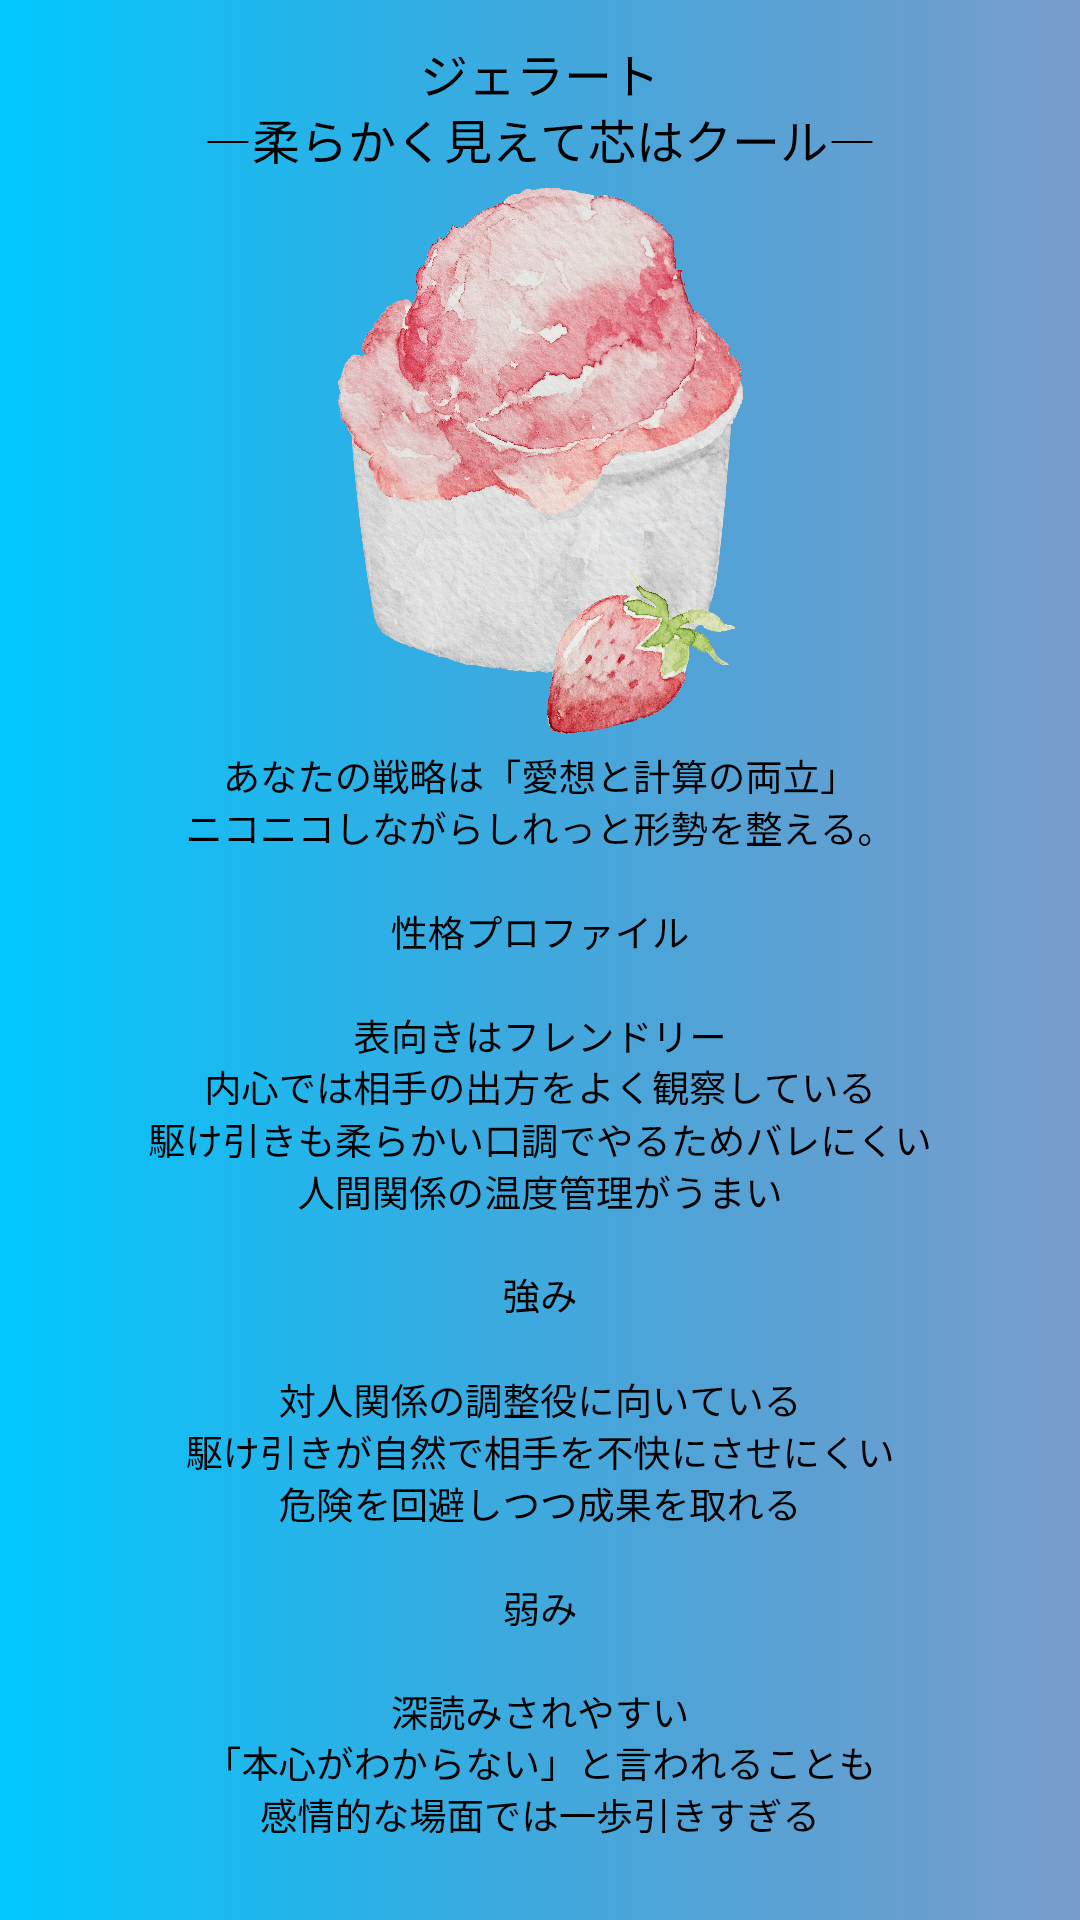 ジェラート
―柔らかく見えて芯はクール―
あなたの戦略は「愛想と計算の両立」
ニコニコしながらしれっと形勢を整える。
性格プロファイル
表向きはフレンドリー
内心では相手の出方をよく観察している
駆け引きも柔らかい口調でやるためバレにくい
人間関係の温度管理がうまい
強み
対人関係の調整役に向いている
駆け引きが自然で相手を不快にさせにくい
危険を回避しつつ成果を取れる
弱み
深読みされやすい
「本心がわからない」と言われることも
感情的な場面では一歩引きすぎる